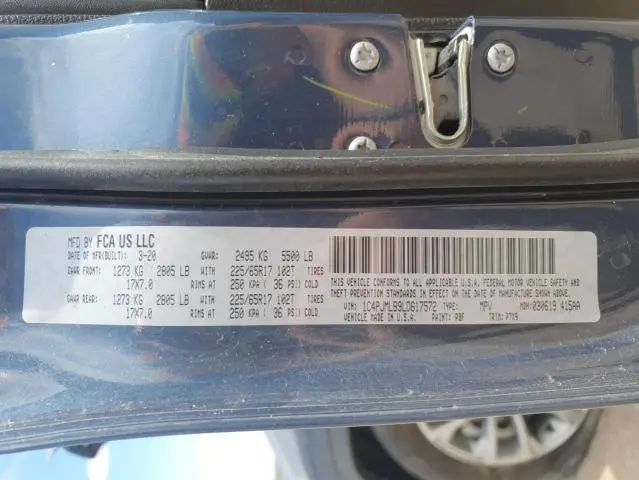 MFD BY FCA US LLC
DATE OF MFR(BUILT): 3-20 GVWR: 2495 KG 5500 LB
GAWR FRONT: 1273 KG 2805 LB WITH 225/65R17 102T TIRES
17X7.0 RIMS AT 250 KPA ( 36 PSI) COLD
GAWR REAR: 1273 KG 2805 LB WITH 225/65R17 102T TIRES
17X7.0 RIMS AT 250 KPA ( 36 PSI) COLD
THIS VEHICLE CONFORMS TO ALL APPLICABLE U.S.A. FEDERAL MOTOR VEHICLE SAFETY AND THEFT PREVENTION STANDARDS IN EFFECT ON THE DATE OF MANUFACTURE SHOWN ABOVE.
VIN: 1C4PJMLB9LD617572 TYPE: MPV MDH: 030619 415AA
VEHICLE MADE IN U.S.A. PAINT: PBF TRIM: P7X9